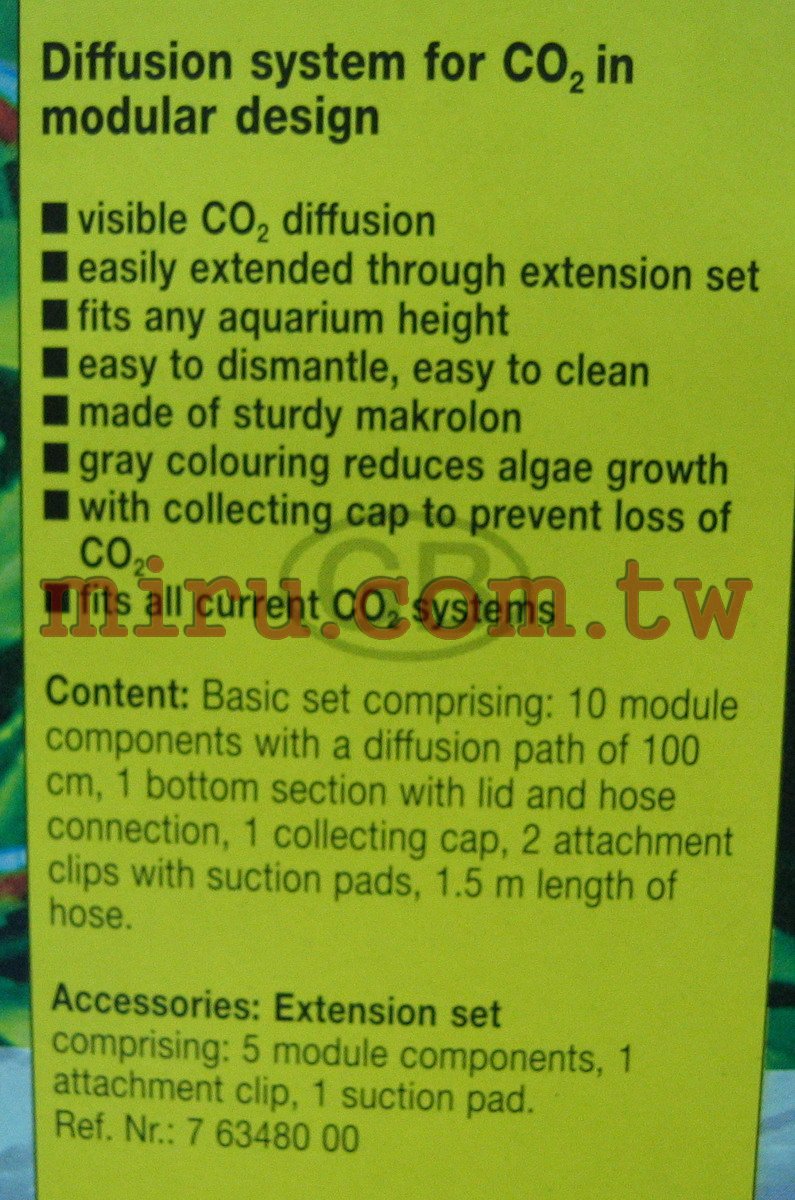 Diffusion system for CO₂ in
modular design
■ visible CO₂ diffusion
■ easily extended through extension set
■ fits any aquarium height
■ easy to dismantle, easy to clean
■ made of sturdy makrolon
■ gray colouring reduces algae growth
■ with collecting cap to prevent loss of
CO₂
GB
■ fits all current CO₂ systems
miru.com.tw
Content: Basic set comprising: 10 module
components with a diffusion path of 100
cm, 1 bottom section with lid and hose
connection, 1 collecting cap, 2 attachment
clips with suction pads, 1.5 m length of
hose.
Accessories: Extension set
comprising: 5 module components, 1
attachment clip, 1 suction pad.
Ref. Nr.: 7 63480 00